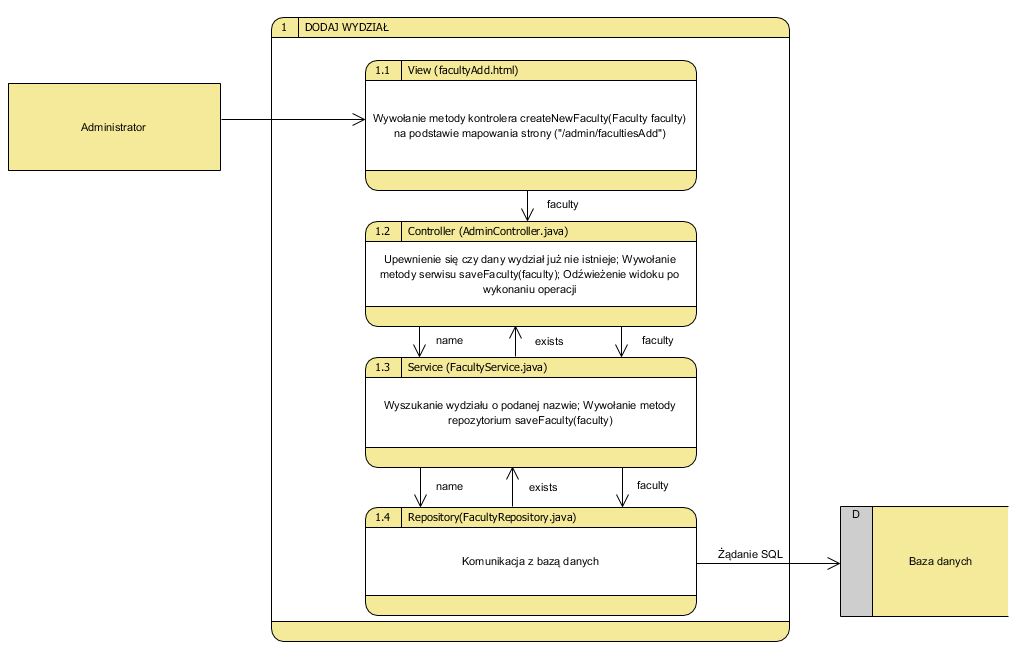 1 DODAJ WYDZIAŁ
1.1 View (facultyAdd.html)
Administrator
Wywołanie metody kontrolera createNewFaculty(Faculty faculty)
na podstawie mapowania strony ("/admin/facultiesAdd")
faculty
1.2 Controller (AdminController.java)
Upewnienie się czy dany wydział już nie istnieje; Wywołanie
metody serwisu saveFaculty(faculty); Odźwieżenie widoku po
wykonaniu operacji
name exists faculty
1.3 Service (FacultyService.java)
Wyszukanie wydziału o podanej nazwie; Wywołanie metody
repozytorium saveFaculty(faculty)
name exists faculty
1.4 Repository(FacultyRepository.java)
Komunikacja z bazą danych
Żądanie SQL
D
Baza danych